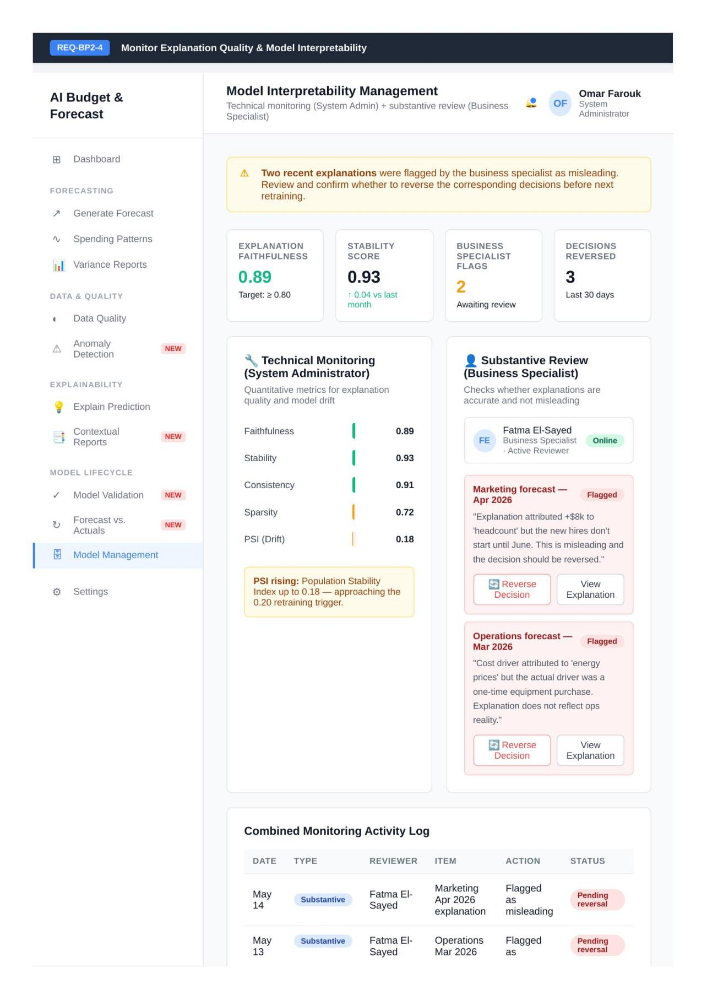 REQ-BP2-4
Monitor Explanation Quality & Model Interpretability
AI Budget &
Forecast
Dashboard
FORECASTING
Generate Forecast
Spending Patterns
Variance Reports
DATA & QUALITY
Data Quality
Anomaly
Detection
NEW
EXPLAINABILITY
Explain Prediction
Contextual
Reports
NEW
MODEL LIFECYCLE
Model Validation
NEW
Forecast vs.
Actuals
NEW
Model Management
Settings
Model Interpretability Management
Technical monitoring (System Admin) + substantive review (Business
Specialist)
OF
Omar Farouk
System
Administrator
Two recent explanations were flagged by the business specialist as misleading.
Review and confirm whether to reverse the corresponding decisions before next
retraining.
EXPLANATION
FAITHFULNESS
0.89
Target: ≥ 0.80
STABILITY
SCORE
0.93
↑ 0.04 vs last
month
BUSINESS
SPECIALIST
FLAGS
2
Awaiting review
DECISIONS
REVERSED
3
Last 30 days
Technical Monitoring
(System Administrator)
Quantitative metrics for explanation
quality and model drift
Faithfulness 0.89
Stability 0.93
Consistency 0.91
Sparsity 0.72
PSI (Drift) 0.18
PSI rising: Population Stability
Index up to 0.18 — approaching the
0.20 retraining trigger.
Substantive Review
(Business Specialist)
Checks whether explanations are
accurate and not misleading
FE
Fatma El-Sayed
Business Specialist
· Active Reviewer
Online
Marketing forecast —
Apr 2026
Flagged
"Explanation attributed +$8k to
'headcount' but the new hires don't
start until June. This is misleading and
the decision should be reversed."
Reverse
Decision
View
Explanation
Operations forecast —
Mar 2026
Flagged
"Cost driver attributed to 'energy
prices' but the actual driver was a
one-time equipment purchase.
Explanation does not reflect ops
reality."
Reverse
Decision
View
Explanation
Combined Monitoring Activity Log
DATE TYPE REVIEWER ITEM ACTION STATUS
May
14
Substantive
Fatma El-
Sayed
Marketing
Apr 2026
explanation
Flagged
as
misleading
Pending
reversal
May
13
Substantive
Fatma El-
Sayed
Operations
Mar 2026
Flagged
as
Pending
reversal